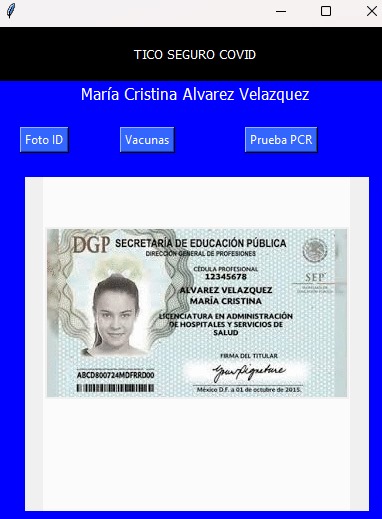 TICO SEGURO COVID
María Cristina Alvarez Velazquez
Foto ID
Vacunas
Prueba PCR
DGP SECRETARÍA DE EDUCACIÓN PÚBLICA
DIRECCIÓN GENERAL DE PROFESIONES
CÉDULA PROFESIONAL
12345678
SEP
ALVAREZ VELAZQUEZ
MARÍA CRISTINA
LICENCIATURA EN ADMINISTRACIÓN
DE HOSPITALES Y SERVICIOS DE
SALUD
FIRMA DEL TITULAR
Your Signature
ABCD800724MDFRRD00
México D.F. a 01 de octubre de 2015.